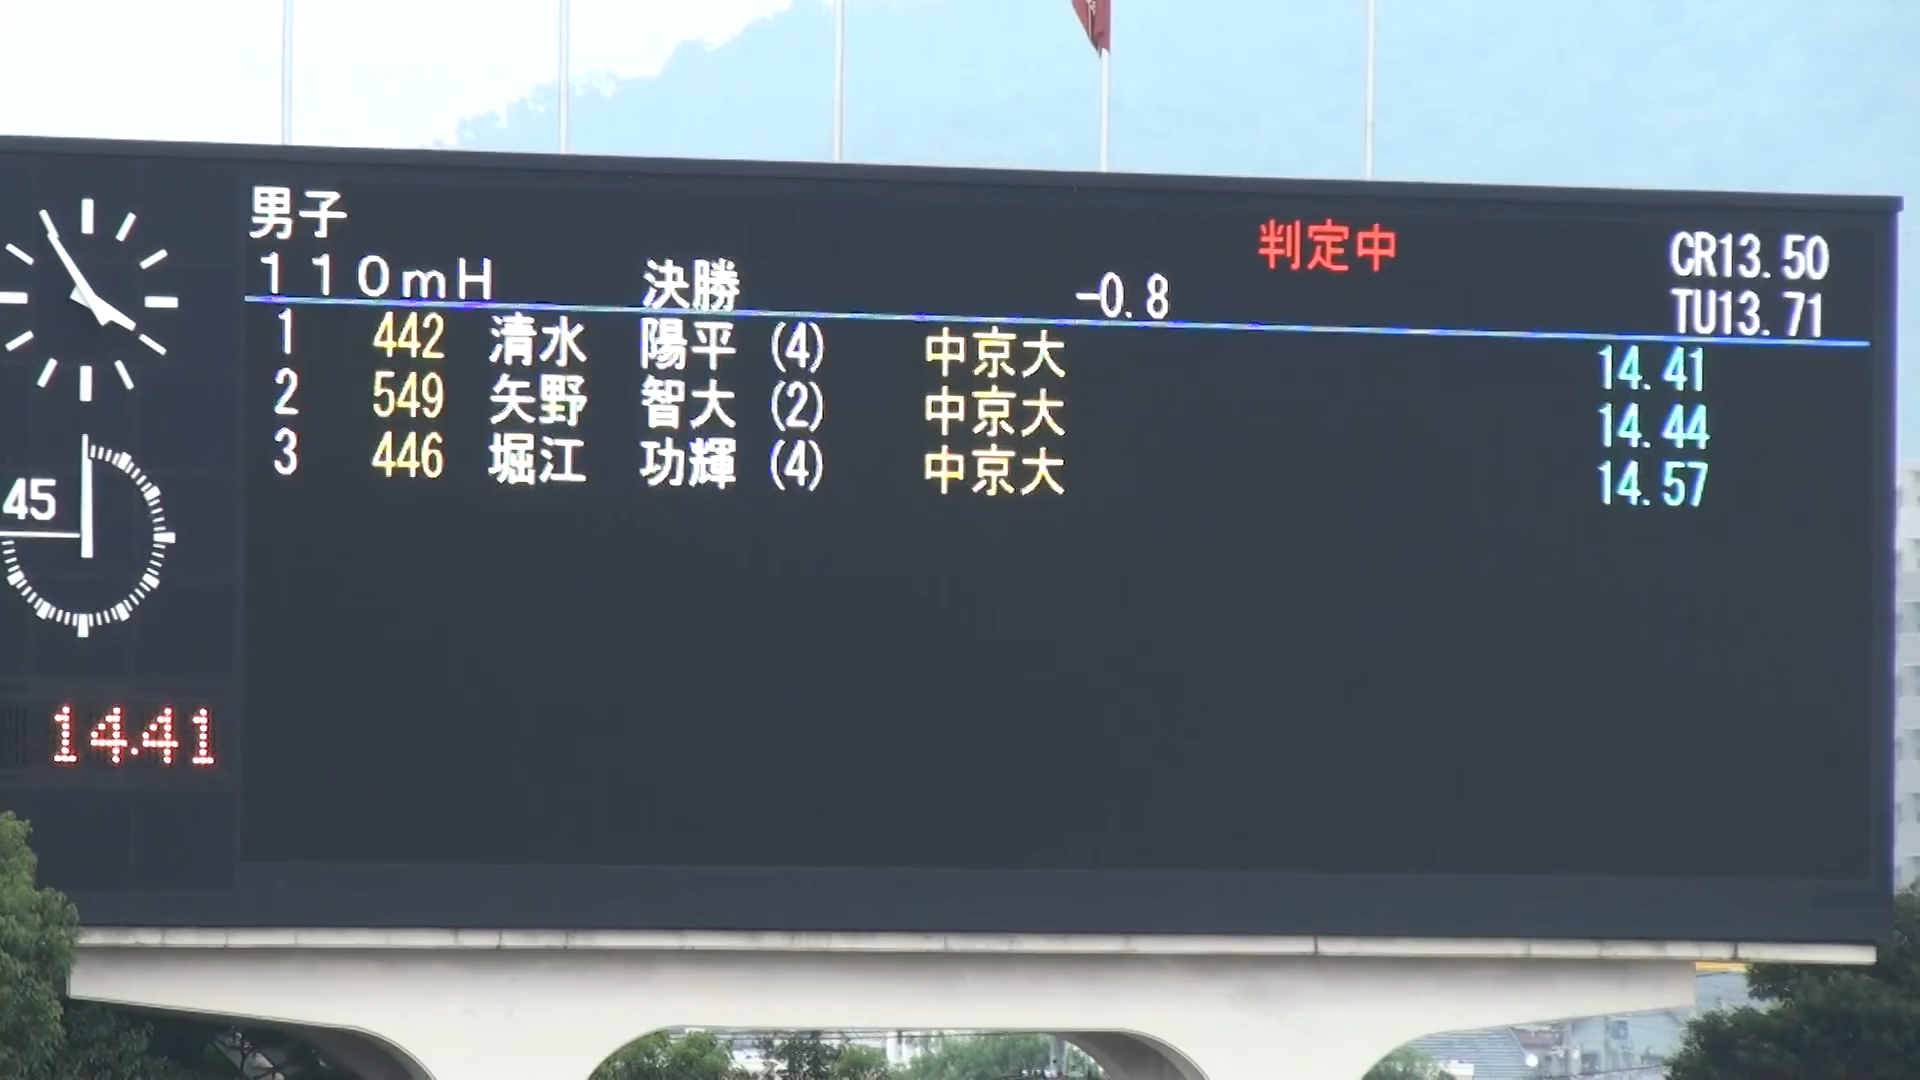 男子
判定中 CR13.50
110mH 決勝 -0.8 TU13.71
1 442 清水 陽平 (4) 中京大 14.41
2 549 矢野 智大 (2) 中京大 14.44
3 446 堀江 功輝 (4) 中京大 14.57
45
14.41